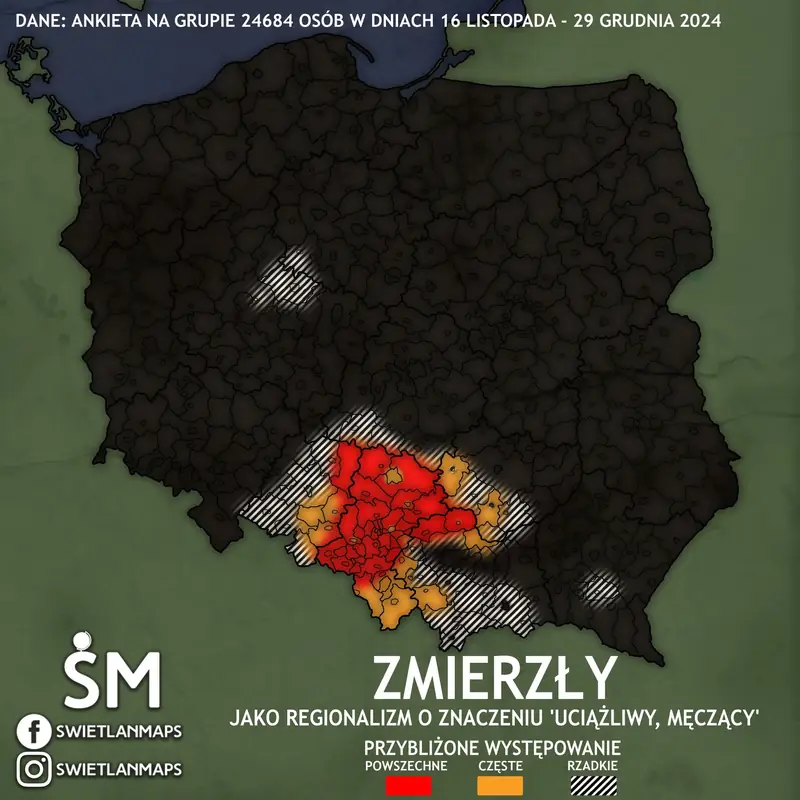 DANE: ANKIETA NA GRUPIE 24684 OSÓB W DNIACH 16 LISTOPADA - 29 GRUDNIA 2024
ŚM
SWIETLANMAPS
SWIETLANMAPS
ZMIERZŁY
JAKO REGIONALIZM O ZNACZENIU 'UCIĄŻLIWY, MĘCZĄCY'
PRZYBLIŻONE WYSTĘPOWANIE
POWSZECHNE CZĘSTE RZADKIE